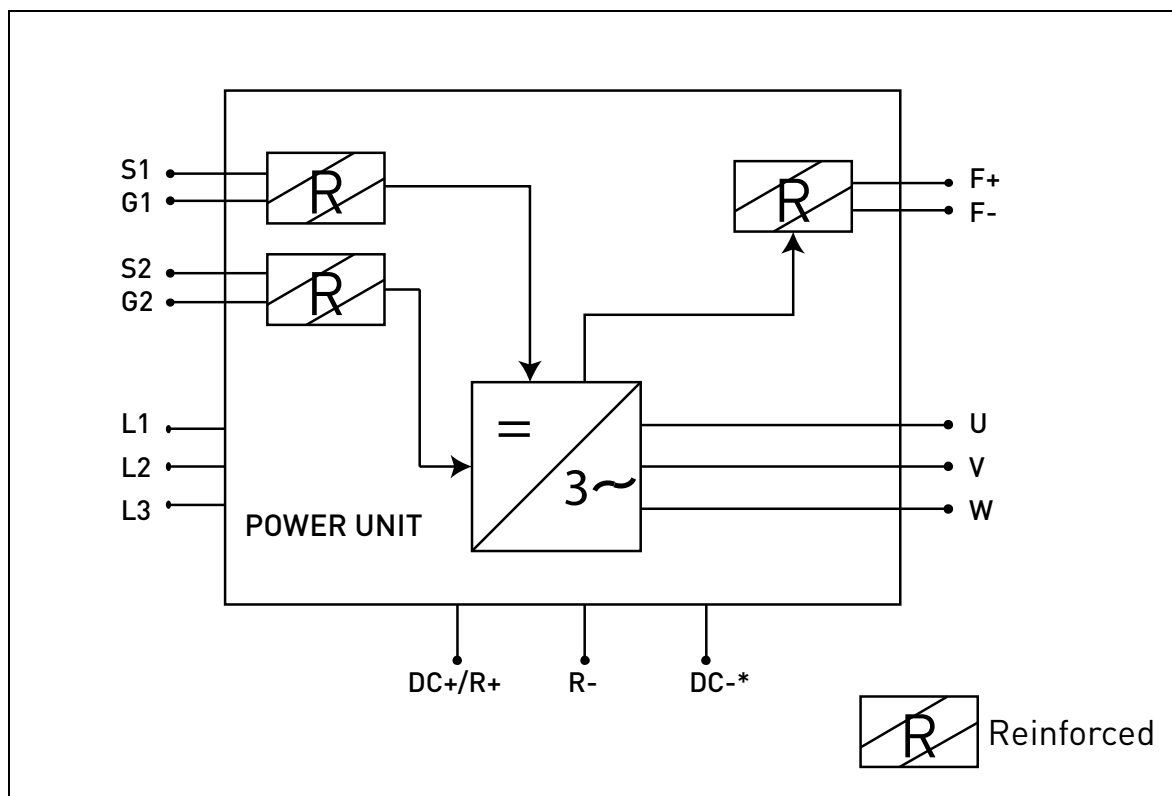 S1
G1
R
S2
G2
R
R
F+
F-
L1
L2
L3
POWER UNIT
=
3~
U
V
W
DC+/R+
R-
DC-*
R
Reinforced